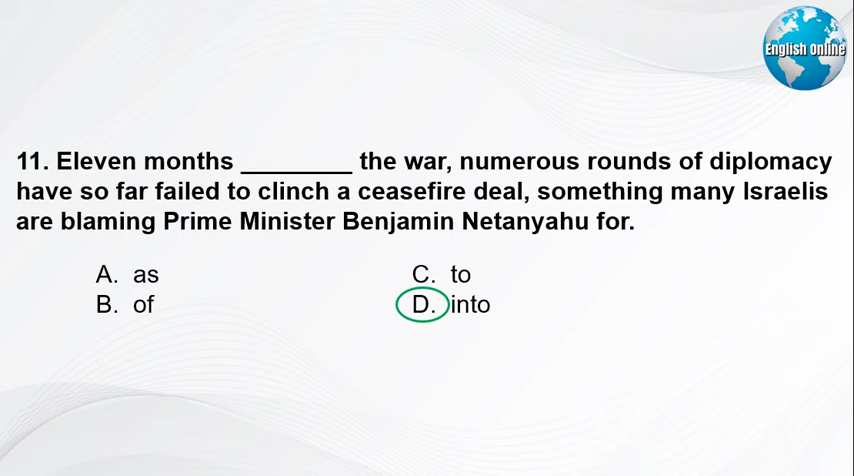 English Online
11. Eleven months ________ the war, numerous rounds of diplomacy
have so far failed to clinch a ceasefire deal, something many Israelis
are blaming Prime Minister Benjamin Netanyahu for.
A. as
B. of
C. to
D. into